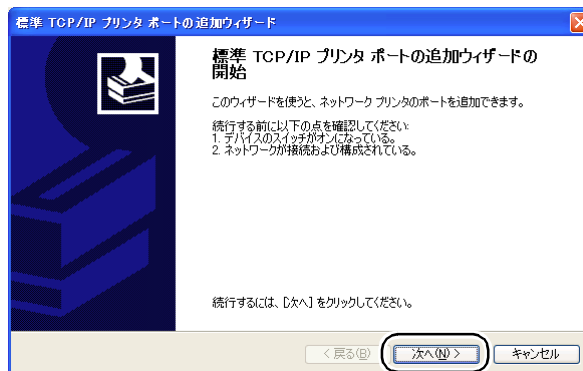 標準 TCP/IP プリンタ ポートの追加ウィザード
標準 TCP/IP プリンタ ポートの追加ウィザードの
開始
このウィザードを使うと、ネットワーク プリンタのポートを追加できます。
続行する前に以下の点を確認してください:
1. デバイスのスイッチがオンになっている。
2. ネットワークが接続および構成されている。
続行するには、[次へ] をクリックしてください。
< 戻る(B) 次へ(N) > キャンセル